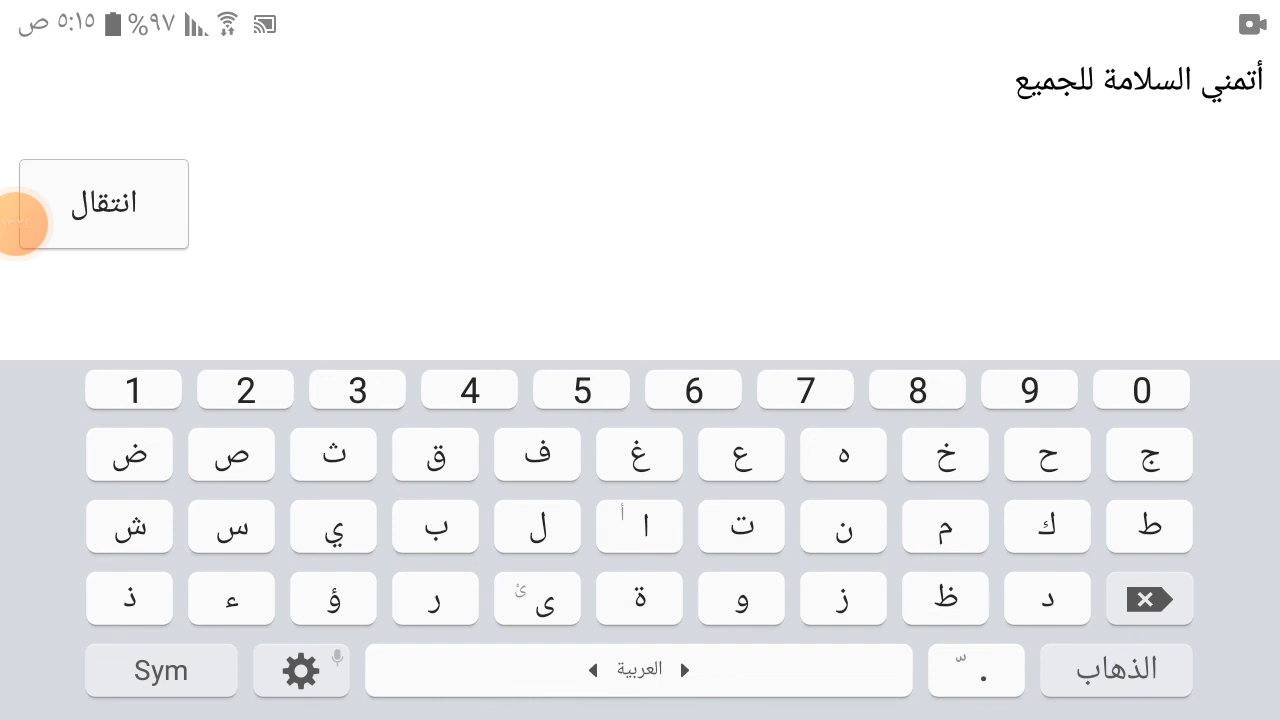 ٥:١٥ ص %٩٧
أتمني السلامة للجميع
انتقال
1 2 3 4 5 6 7 8 9 0
ض ص ث ق ف غ ع ه خ ح ج
ش س ي ب ل ا أ ت ن م ك ط
ذ ء ؤ ر ى ئ ة و ز ظ د
Sym العربية . الذهاب